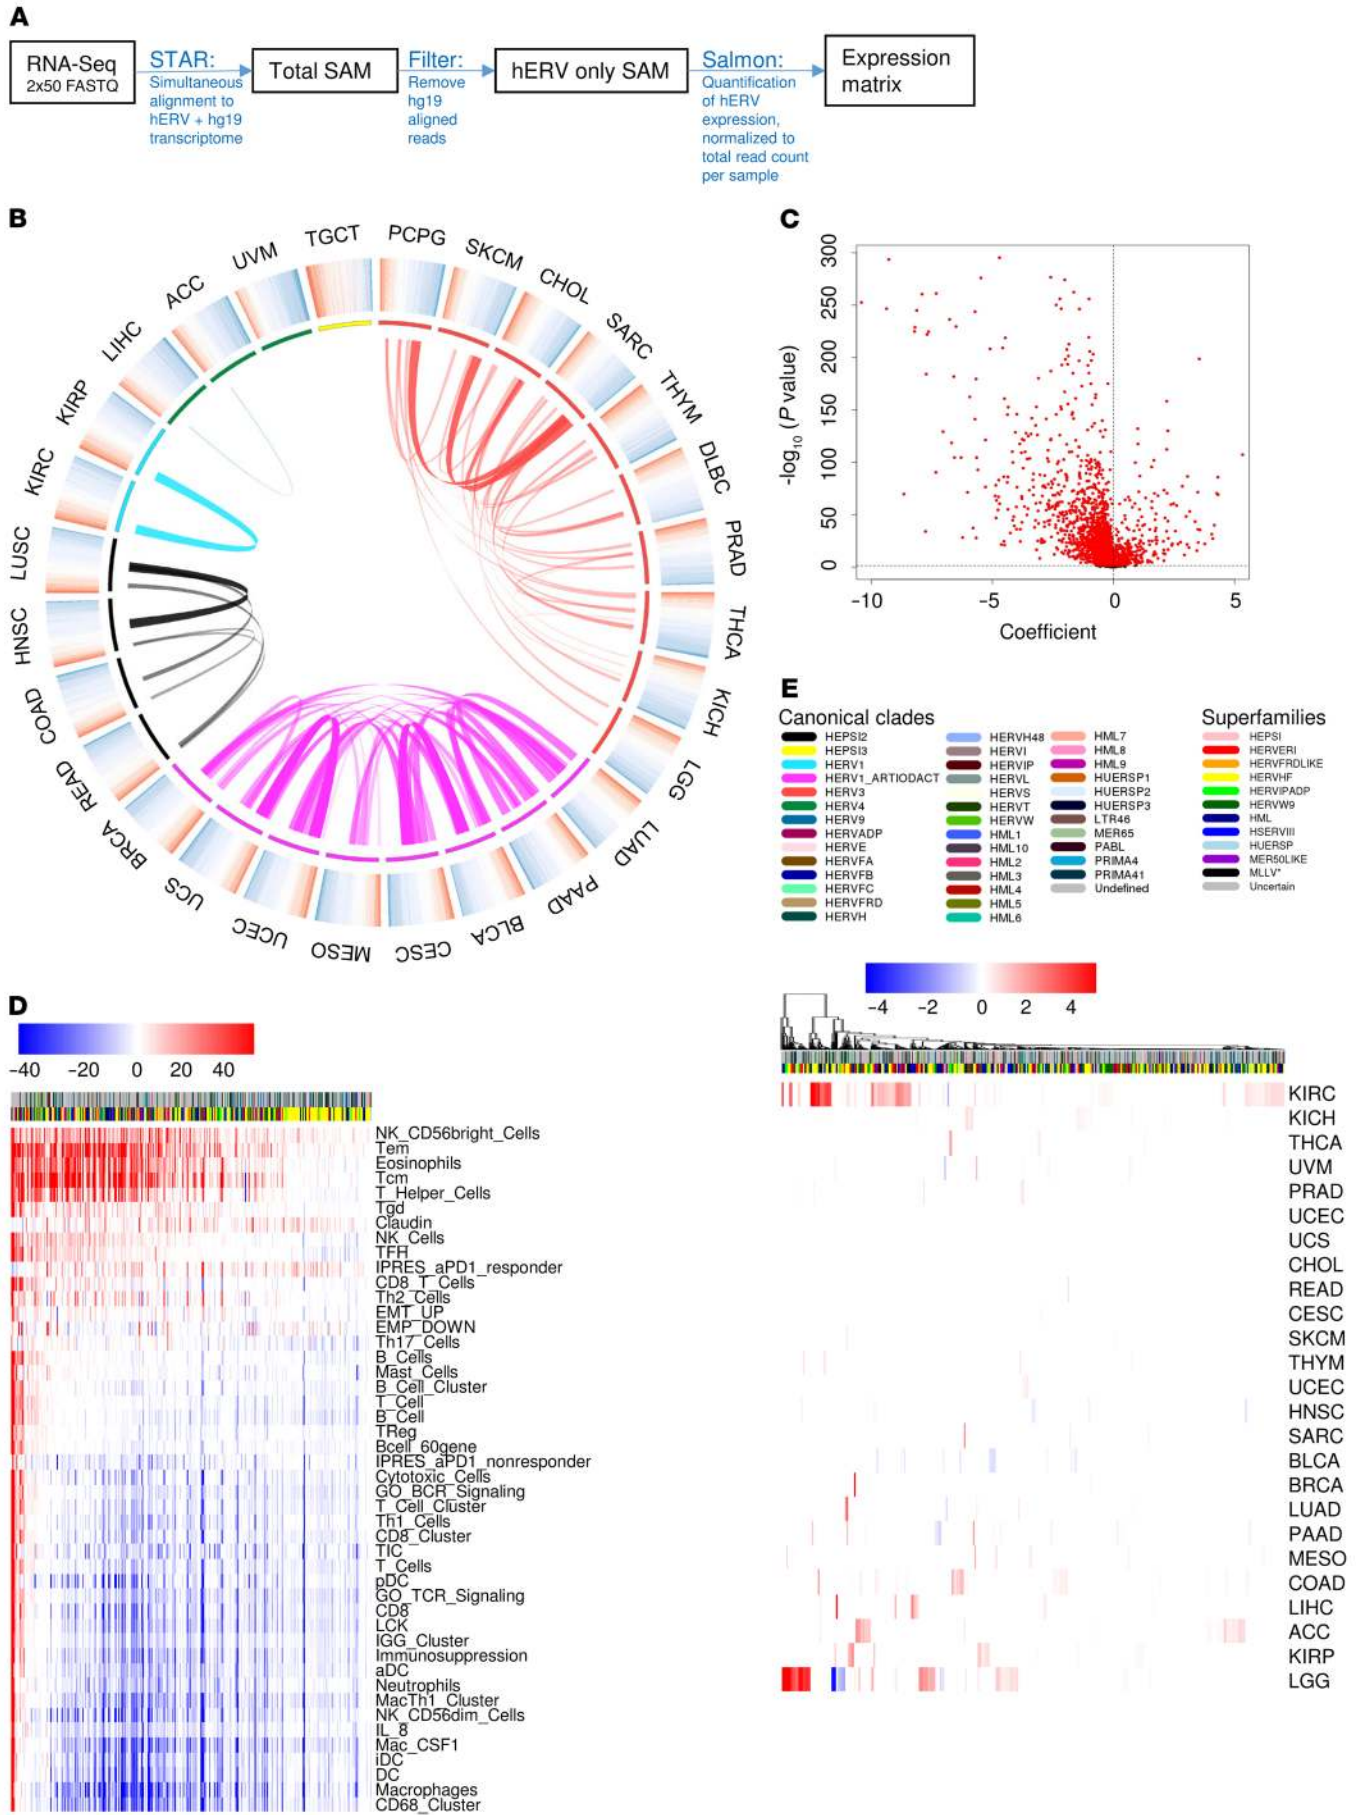 A
RNA-Seq
2x50 FASTQ
STAR:
Simultaneous
alignment to
hERV + hg19
transcriptome
Total SAM
Filter:
Remove
hg19
aligned
reads
hERV only SAM
Salmon:
Quantification
of hERV
expression,
normalized to
total read count
per sample
Expression
matrix
B
TGCT
PCPG
SKCM
CHOL
SARC
THYM
DLBC
PRAD
THCA
KICH
LGG
LUAD
PAAD
BLCA
CESC
MESO
UCEC
UCS
BRCA
READ
COAD
HNSC
LUSC
KIRC
KIRP
LIHC
ACC
UVM
C
-log10 (P value)
300
250
200
150
100
50
0
-10
-5
0
5
Coefficient
E
Canonical clades
HEPSI2
HEPSI3
HERV1
HERV1_ARTIODACT
HERV3
HERV4
HERV9
HERVADP
HERVE
HERVFA
HERVFB
HERVFC
HERVFRD
HERVH
HERVH48
HERVI
HERVIP
HERVL
HERVS
HERVT
HERVW
HML1
HML10
HML2
HML3
HML4
HML5
HML6
HML7
HML8
HML9
HUERSP1
HUERSP2
HUERSP3
LTR46
MER65
PABL
PRIMA4
PRIMA41
Undefined
Superfamilies
HEPSI
HERVERI
HERVFRDLIKE
HERVHF
HERVIPADP
HERVW9
HML
HSERVIII
HUERSP
MER50LIKE
MLLV*
Uncertain
-4 -2 0 2 4
KIRC
KICH
THCA
UVM
PRAD
UCEC
UCS
CHOL
READ
CESC
SKCM
THYM
UCEC
HNSC
SARC
BLCA
BRCA
LUAD
PAAD
MESO
COAD
LIHC
ACC
KIRP
LGG
D
-40 -20 0 20 40
NK_CD56bright_Cells
Tem
Eosinophils
Tcm
T_Helper_Cells
Tgd
Claudin
NK_Cells
TFH
IPRES_aPD1_responder
CD8_T_Cells
Th2_Cells
EMT_UP
EMP_DOWN
Th17_Cells
B_Cells
Mast_Cells
B_Cell_Cluster
T_Cell
B_Cell
TReg
Bcell_60gene
IPRES_aPD1_nonresponder
Cytotoxic_Cells
GO_BCR_Signaling
T_Cell_Cluster
Th1_Cells
CD8_Cluster
TIC
T_Cells
pDC
GO_TCR_Signaling
CD8
LCK
IGG_Cluster
Immunosuppression
aDC
Neutrophils
MacTh1_Cluster
NK_CD56dim_Cells
IL_8
Mac_CSF1
iDC
DC
Macrophages
CD68_Cluster